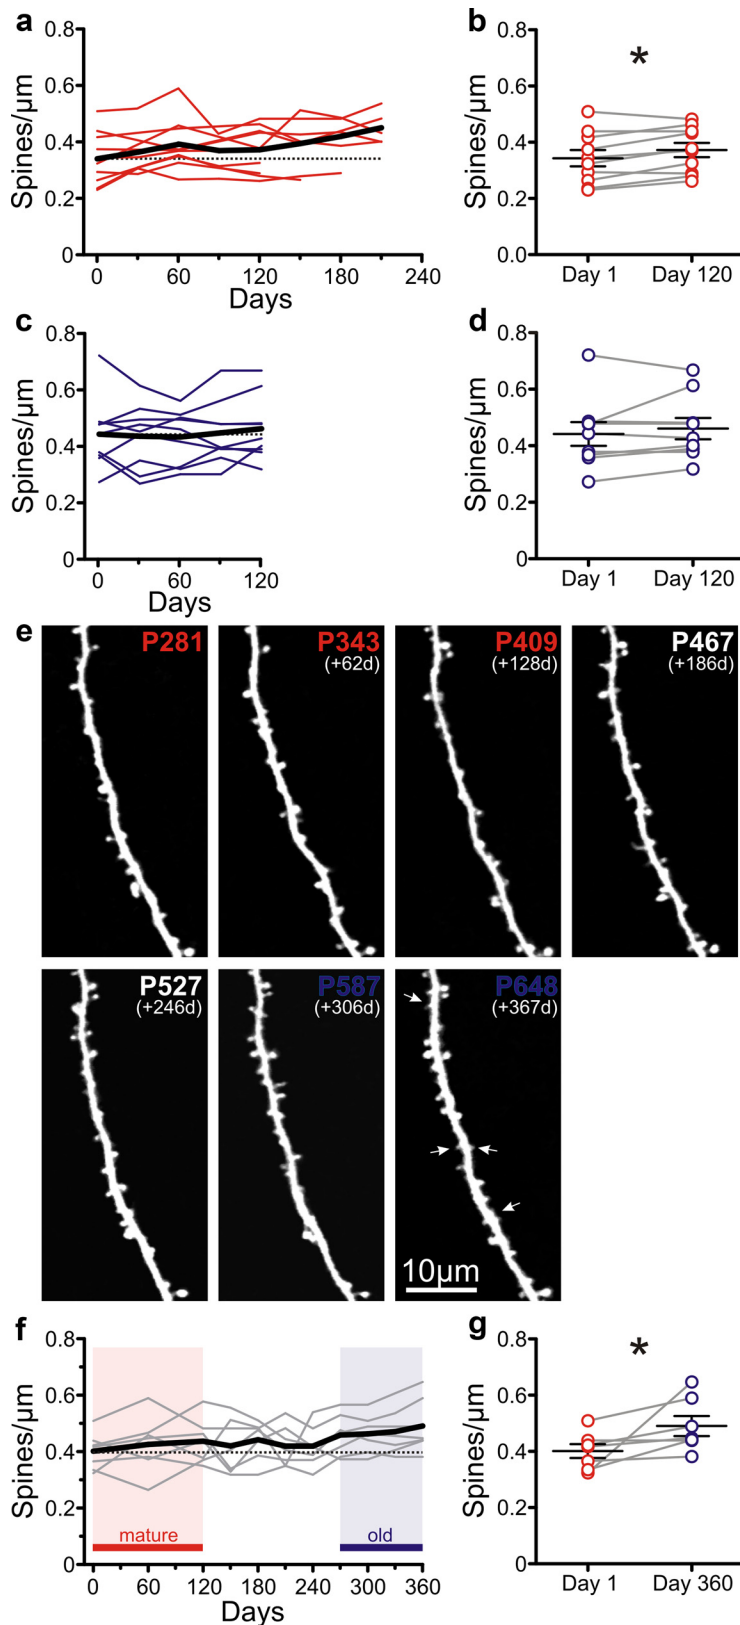 a
Spines/µm
0.8
0.6
0.4
0.2
0
0 60 120 180 240
Days
b
*
Spines/µm
0.8
0.6
0.4
0.2
0.0
Day 1 Day 120
c
Spines/µm
0.8
0.6
0.4
0.2
0
0 60 120
Days
d
Spines/µm
0.8
0.6
0.4
0.2
0
Day 1 Day 120
e
P281
P343
(+62d)
P409
(+128d)
P467
(+186d)
P527
(+246d)
P587
(+306d)
P648
(+367d)
10µm
f
Spines/µm
0.8
0.6
0.4
0.2
0
mature
old
0 60 120 180 240 300 360
Days
g
*
Spines/µm
0.8
0.6
0.4
0.2
0
Day 1 Day 360